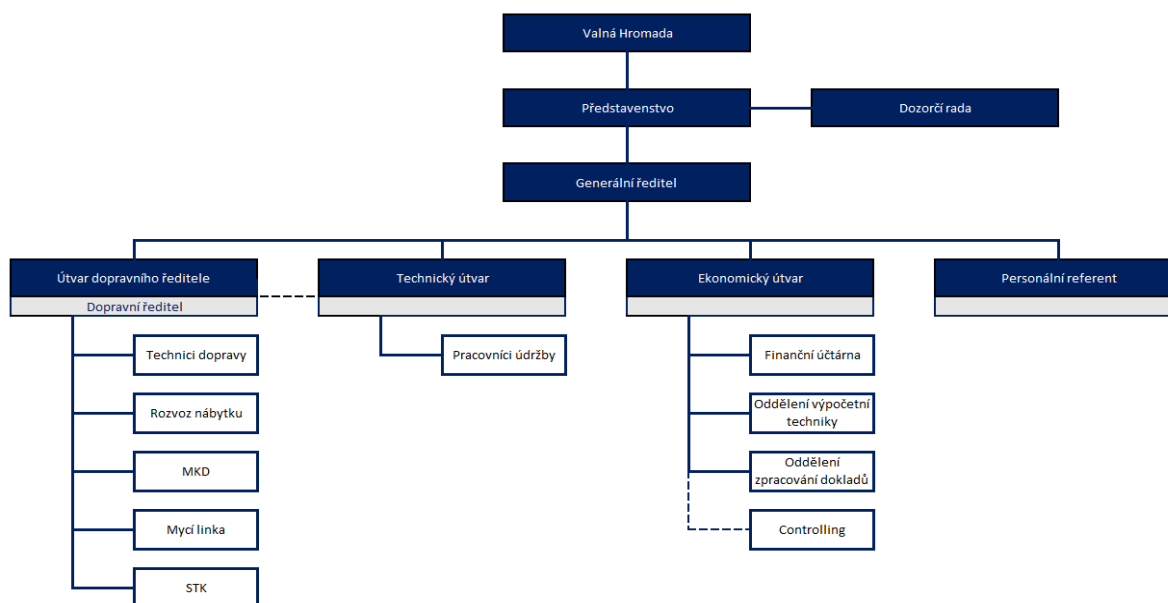 Valná Hromada
Představenstvo
Dozorčí rada
Generální ředitel
Útvar dopravního ředitele
Technický útvar
Ekonomický útvar
Personální referent
Dopravní ředitel
Technici dopravy
Pracovníci údržby
Finanční účtárna
Rozvoz nábytku
Oddělení výpočetní
techniky
MKD
Oddělení
zpracování dokladů
Mycí linka
Controlling
STK